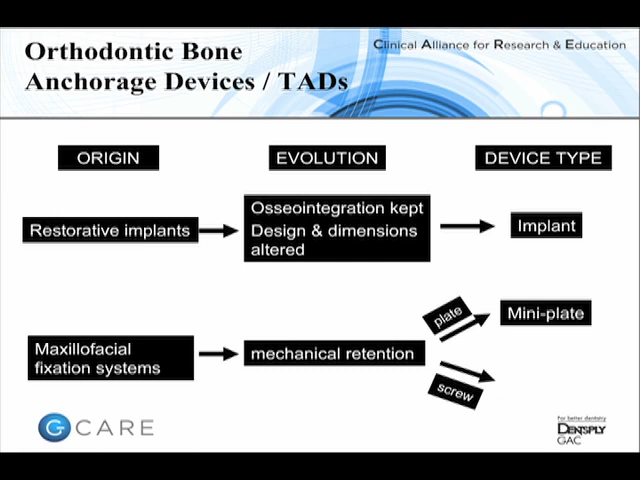 Orthodontic Bone
Anchorage Devices / TADs
Clinical Alliance for Research & Education
ORIGIN
EVOLUTION
DEVICE TYPE
Restorative implants
Osseointegration kept
Design & dimensions
altered
Implant
Maxillofacial
fixation systems
mechanical retention
plate
Mini-plate
screw
G CARE
For better dentistry
DENTSPLY
GAC